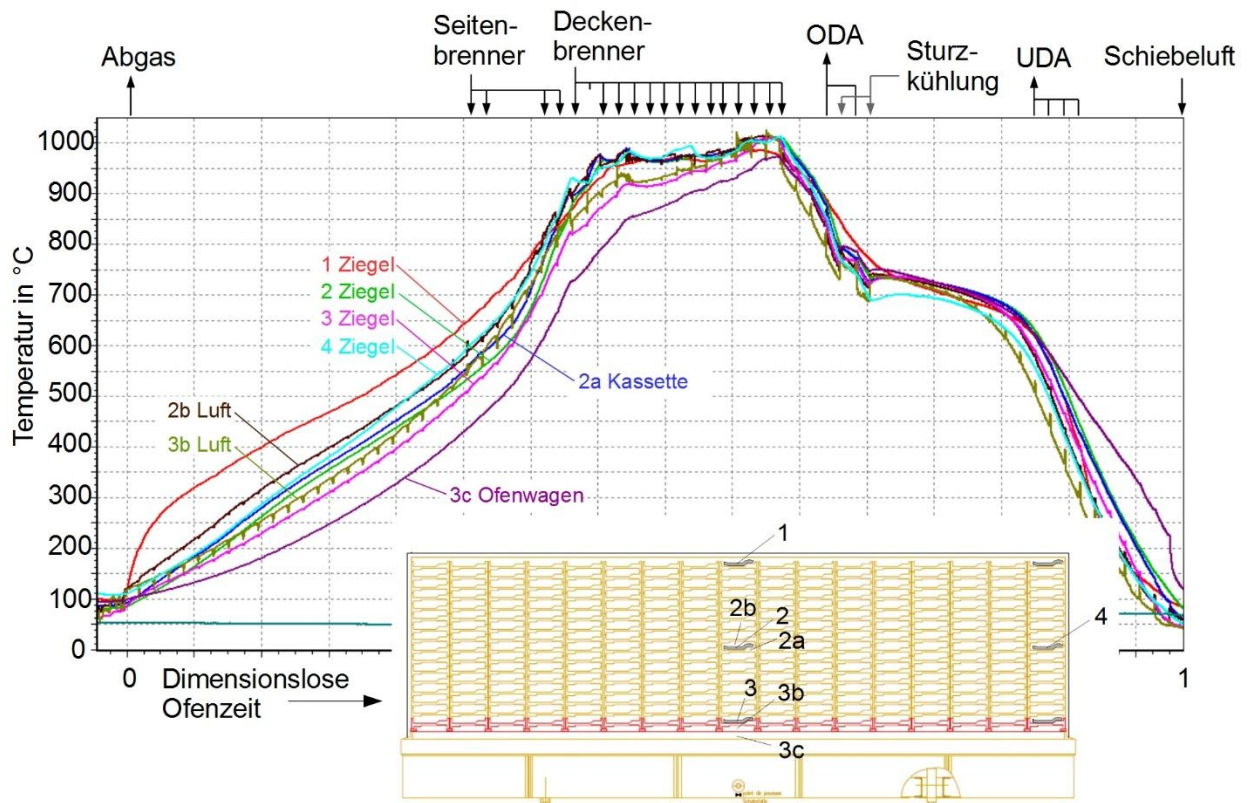 Abgas
Seiten-
brenner
Decken-
brenner
ODA
Sturz-
kühlung
UDA
Schiebeluft
Temperatur in °C
1000
900
800
700
600
500
400
300
200
100
0
1 Ziegel
2 Ziegel
3 Ziegel
4 Ziegel
2a Kassette
2b Luft
3b Luft
3c Ofenwagen
0
Dimensionslose
Ofenzeit
1
1
2b
2
2a
4
3
3b
3c